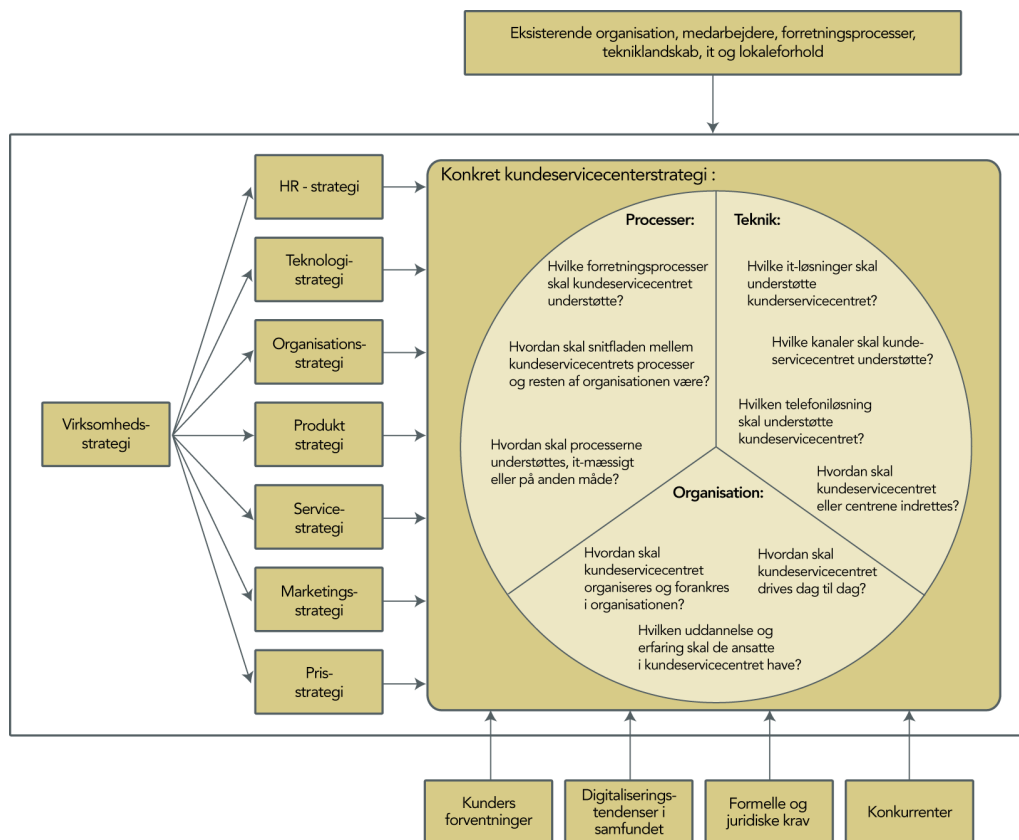 Eksisterende organisation, medarbejdere, forretningsprocesser,
tekniklandskab, it og lokaleforhold
Virksomheds-
strategi
HR - strategi
Teknologi-
strategi
Organisations-
strategi
Produkt
strategi
Service-
strategi
Marketings-
strategi
Pris-
strategi
Konkret kundeservicecenterstrategi :
Processer:
Hvilke forretningsprocesser
skal kundeservicecentret
understøtte?
Hvordan skal snitfladen mellem
kundeservicecentrets processer
og resten af organisationen være?
Hvordan skal processerne
understøttes, it-mæssigt
eller på anden måde?
Teknik:
Hvilke it-løsninger skal
understøtte
kunderservicecentret?
Hvilke kanaler skal kunde-
servicecentret understøtte?
Hvilken telefoniløsning
skal understøtte
kundeservicecentret?
Hvordan skal
kundeservicecentret
eller centrene indrettes?
Organisation:
Hvordan skal
kundeservicecentret
organiseres og forankres
i organisationen?
Hvordan skal
kundeservicecentret
drives dag til dag?
Hvilken uddannelse og
erfaring skal de ansatte
i kundeservicecentret have?
Kunders
forventninger
Digitaliserings-
tendenser i
samfundet
Formelle og
juridiske krav
Konkurrenter